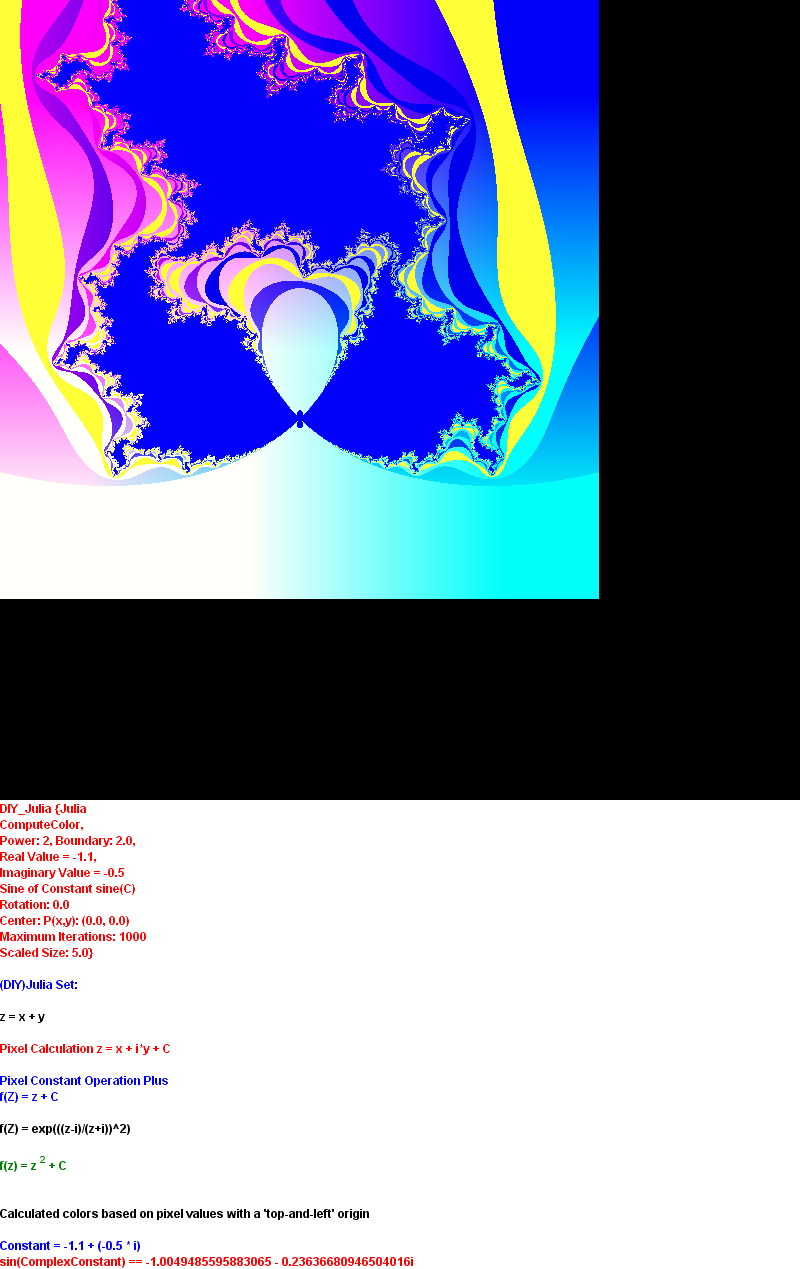 DIY_Julia {Julia
ComputeColor,
Power: 2, Boundary: 2.0,
Real Value = -1.1,
Imaginary Value = -0.5
Sine of Constant sine(C)
Rotation: 0.0
Center: P(x,y): (0.0, 0.0)
Maximum Iterations: 1000
Scaled Size: 5.0}
(DIY)Julia Set:
z = x + y
Pixel Calculation z = x + i*y + C
Pixel Constant Operation Plus
f(Z) = z + C
f(Z) = exp(((z-i)/(z+i))^2)
f(z) = z ² + C
Calculated colors based on pixel values with a 'top-and-left' origin
Constant = -1.1 + (-0.5 * i)
sin(ComplexConstant) == -1.0049485595883065 - 0.23636680946504016i